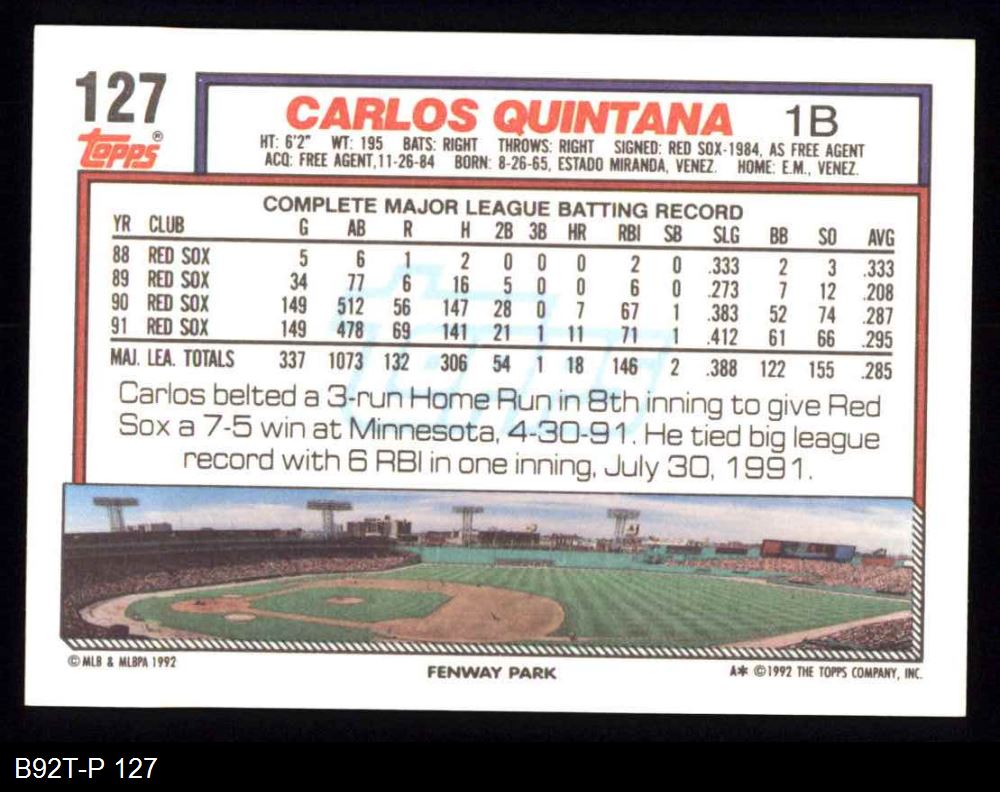 127
Topps®
CARLOS QUINTANA 1B
HT: 6'2" WT: 195 BATS: RIGHT THROWS: RIGHT SIGNED: RED SOX-1984, AS FREE AGENT
ACQ: FREE AGENT,11-26-84 BORN: 8-26-65, ESTADO MIRANDA, VENEZ. HOME: E.M., VENEZ.
COMPLETE MAJOR LEAGUE BATTING RECORD
YR CLUB G AB R H 2B 3B HR RBI SB SLG BB SO AVG
88 RED SOX 5 6 1 2 0 0 0 2 0 .333 2 3 .333
89 RED SOX 34 77 6 16 5 0 0 6 0 .273 7 12 .208
90 RED SOX 149 512 56 147 28 0 7 67 1 .383 52 74 .287
91 RED SOX 149 478 69 141 21 1 11 71 1 .412 61 66 .295
MAJ. LEA. TOTALS 337 1073 132 306 54 1 18 146 2 .388 122 155 .285
Topps
Carlos belted a 3-run Home Run in 8th inning to give Red
Sox a 7-5 win at Minnesota, 4-30-91. He tied big league
record with 6 RBI in one inning, July 30, 1991.
© MLB & MLBPA 1992
FENWAY PARK
A* ©1992 THE TOPPS COMPANY, INC.
B92T-P 127